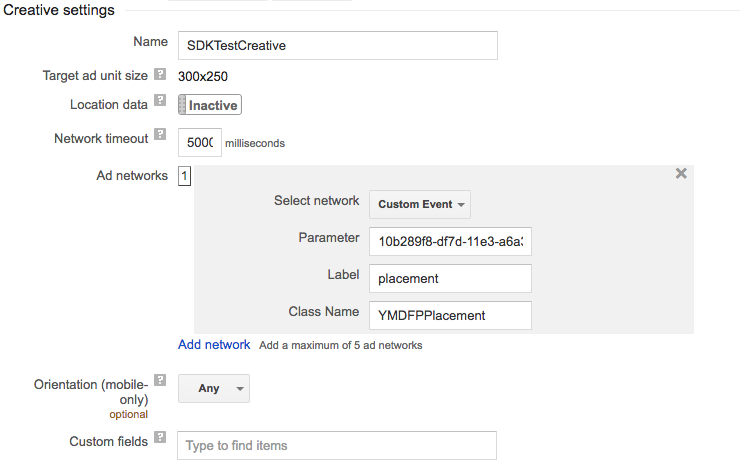 Creative settings
Name SDKTestCreative
Target ad unit size ? 300x250
Location data ? Inactive
Network timeout ? 5000 milliseconds
Ad networks 1
Select network Custom Event
Parameter 10b289f8-df7d-11e3-a6a
Label placement
Class Name YMDFPPlacement
Add network Add a maximum of 5 ad networks
Orientation (mobile- ? Any
only)
optional
Custom fields ? Type to find items